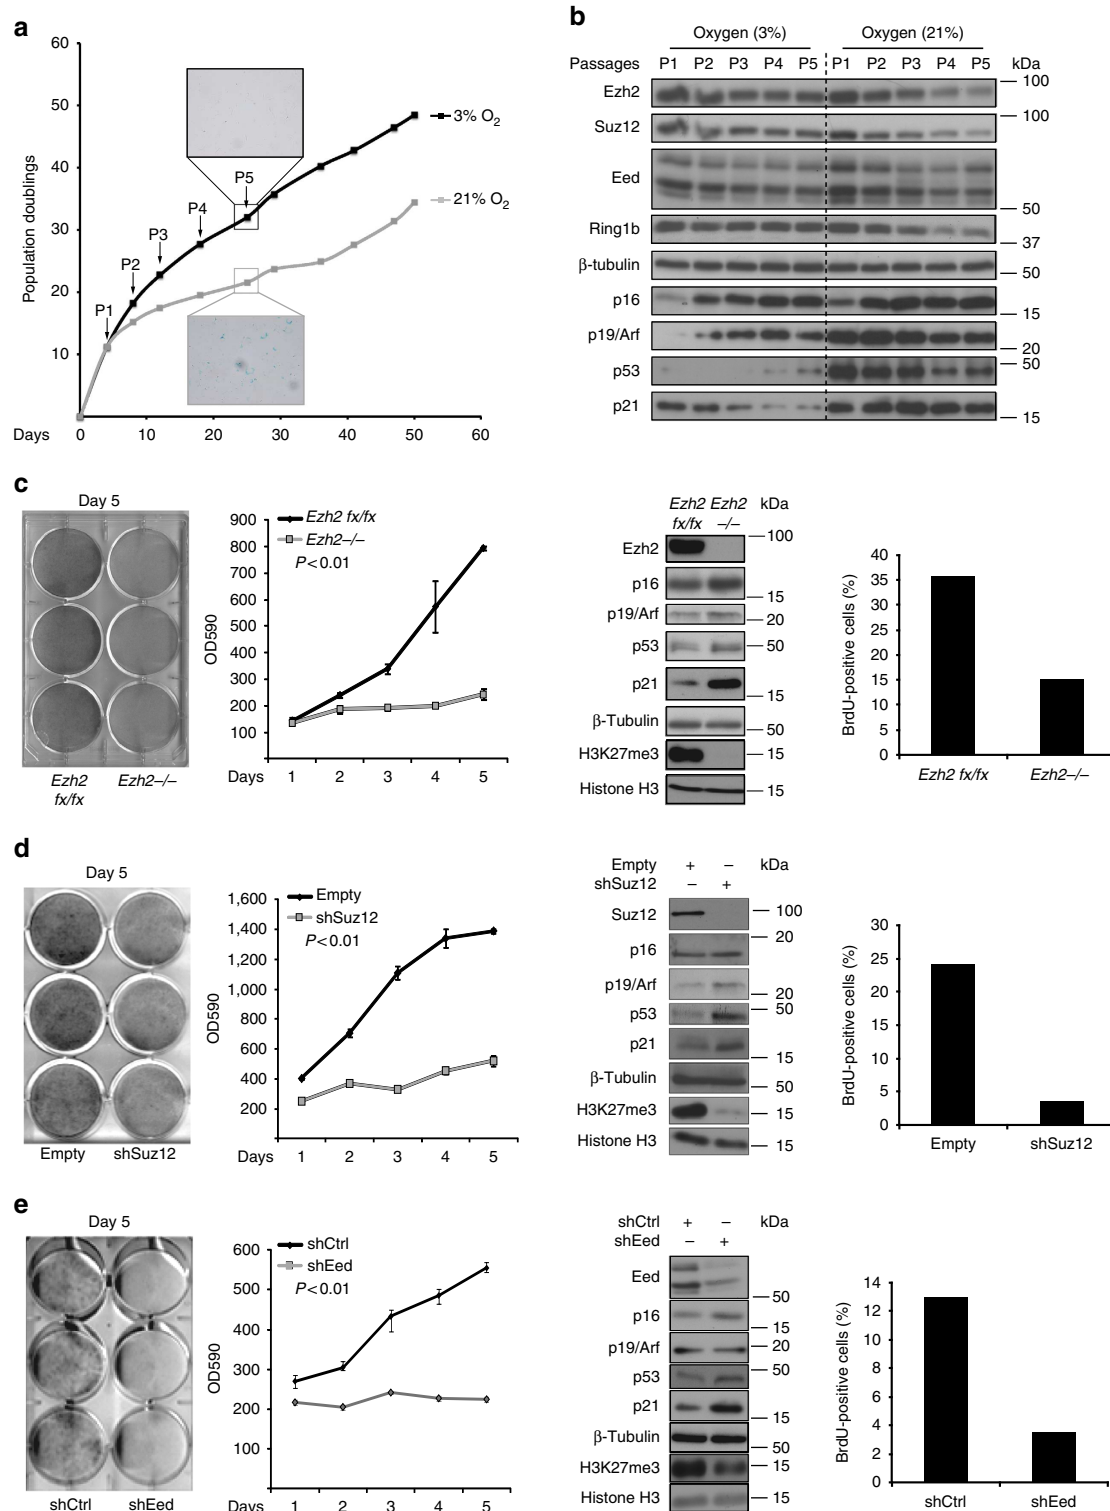 a
60
50
40
30
20
10
Population doublings
P1
P2
P3
P4
P5
3% O2
21% O2
Days 0 10 20 30 40 50 60
b
Oxygen (3%) Oxygen (21%)
Passages P1 P2 P3 P4 P5 P1 P2 P3 P4 P5 kDa
Ezh2 100
Suz12 100
Eed 50
Ring1b 37
β-tubulin 50
p16 15
p19/Arf 20
p53 50
p21 15
c
Day 5
Ezh2 fx/fx Ezh2–/–
900
800
700
600
500
400
300
200
100
OD590
Ezh2 fx/fx
Ezh2–/–
P<0.01
Days 1 2 3 4 5
Ezh2 fx/fx Ezh2 –/– kDa
Ezh2 100
p16 15
p19/Arf 20
p53 50
p21 15
β-Tubulin 50
H3K27me3 15
Histone H3 15
40
35
30
25
20
15
10
5
0
BrdU-positive cells (%)
Ezh2 fx/fx Ezh2–/–
d
Day 5
Empty shSuz12
1,600
1,400
1,200
1,000
800
600
400
200
OD590
Empty
shSuz12
P<0.01
Days 1 2 3 4 5
Empty + – kDa
shSuz12 – +
Suz12 100
20
p16
p19/Arf 20
p53 50
p21 15
β-Tubulin 50
H3K27me3 15
Histone H3 15
30
25
20
15
10
5
0
BrdU-positive cells (%)
Empty shSuz12
e
Day 5
shCtrl shEed
600
500
400
300
200
100
OD590
shCtrl
shEed
P<0.01
Days 1 2 3 4 5
shCtrl + – kDa
shEed – +
Eed 50
p16 15
p19/Arf 20
p53 50
p21 15
β-Tubulin 50
H3K27me3 15
Histone H3 15
14
12
10
8
6
4
2
0
BrdU-positive cells (%)
shCtrl shEed